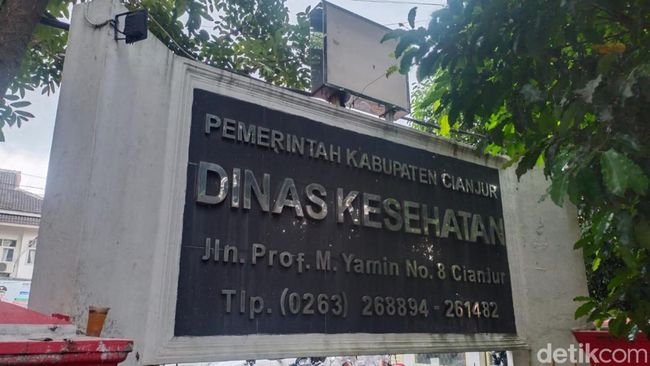 PEMERINTAH KABUPATEN CIANJUR
DINAS KESEHATAN
Jln. Prof. M. Yamin No. 8 Cianjur
Tlp. (0263) 268894 - 261482
detikcom